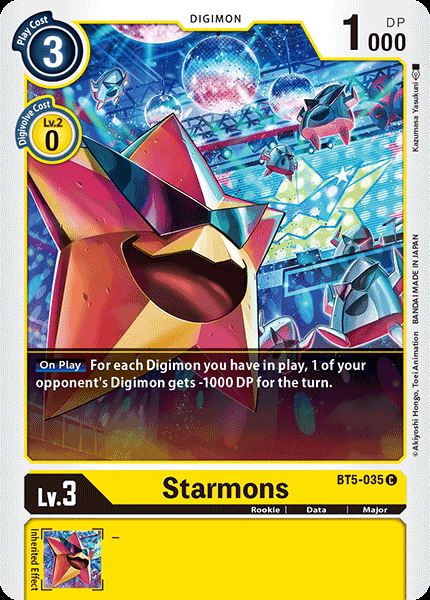 Play Cost
3
DIGIMON
1000
DP
Digivolve Cost
Lv.2
0
Kazumasa Yasukuni
On Play For each Digimon you have in play, 1 of your
opponent's Digimon gets -1000 DP for the turn.
©Akiyoshi Hongo, Toei Animation BANDAI MADE IN JAPAN
Lv.3
Starmons
BT5-035 C
Rookie | Data | Major
Inherited Effect
–